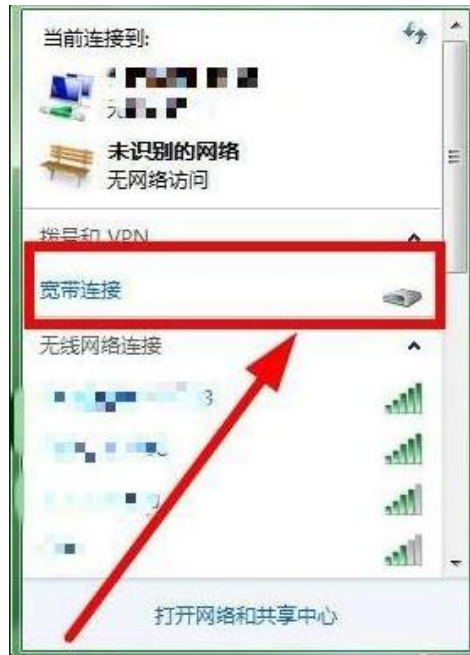 当前连接到:
未识别的网络
无网络访问
拨号和 VPN
宽带连接
无线网络连接
3
打开网络和共享中心